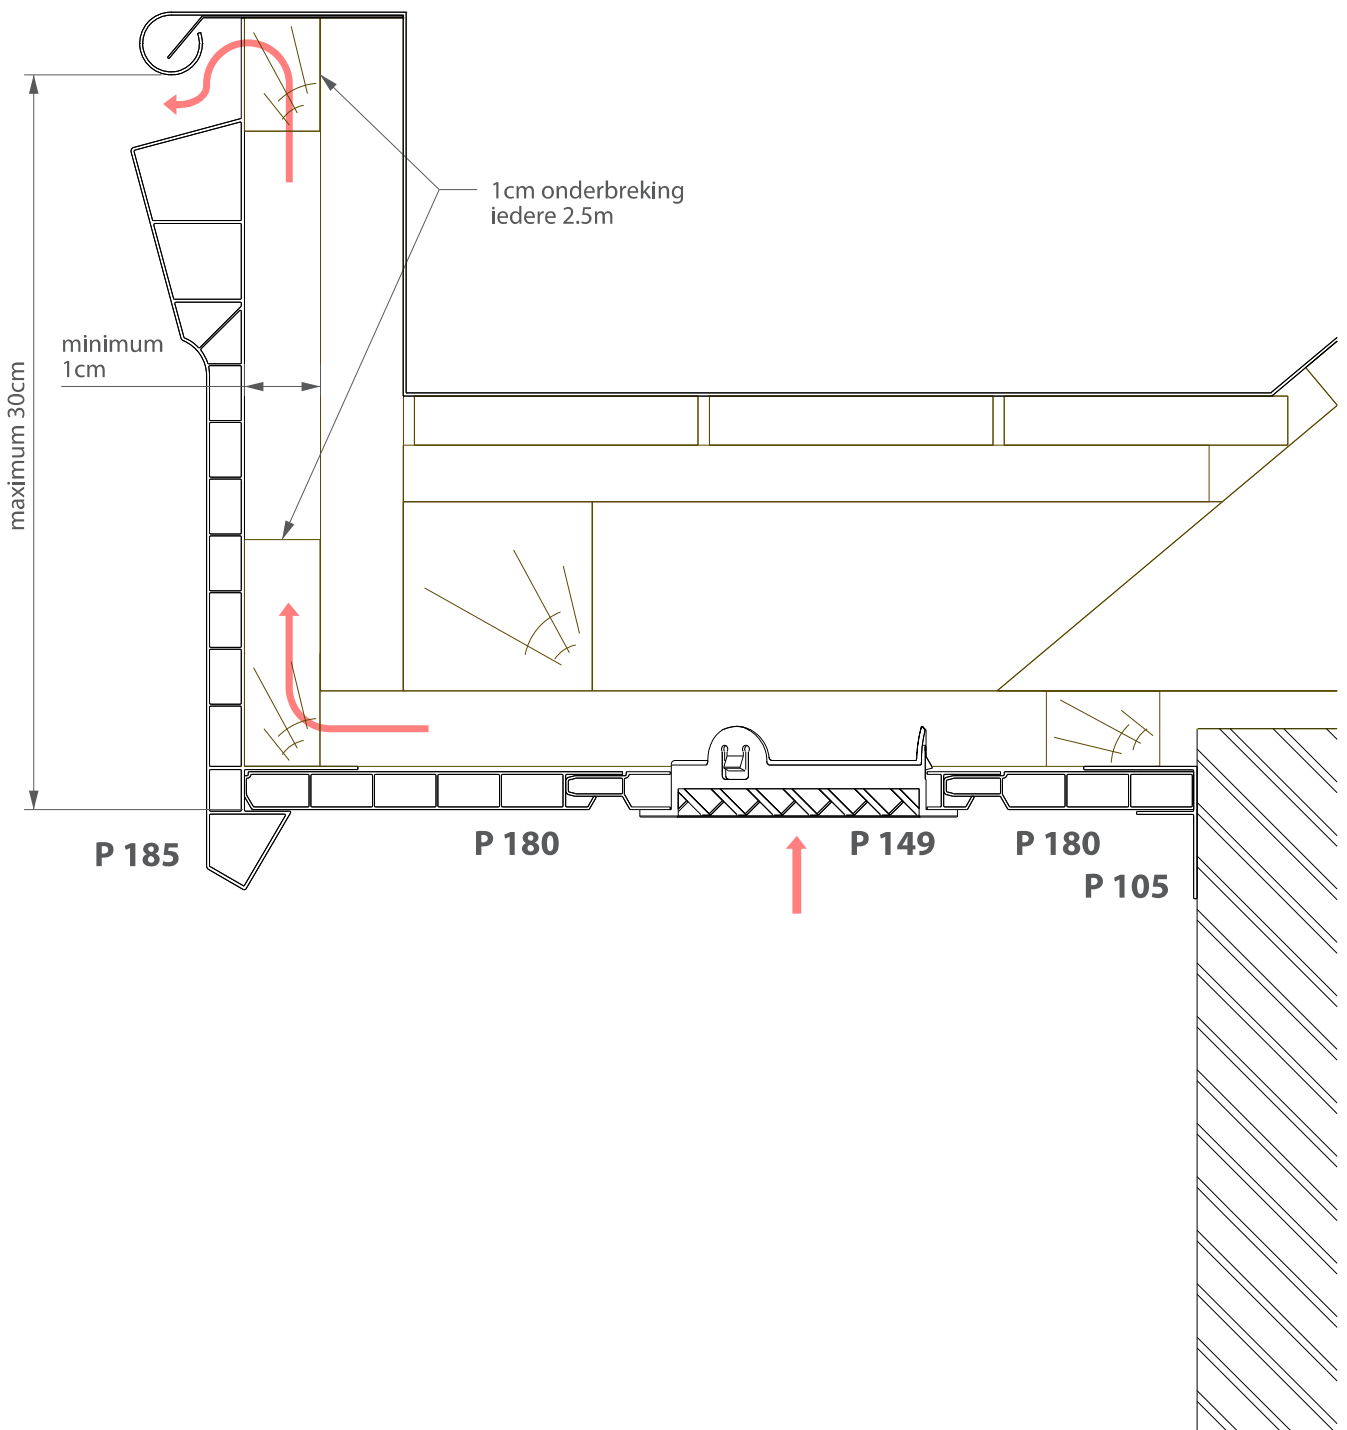 1cm onderbreking
iedere 2.5m
minimum
1cm
maximum 30cm
P 185
P 180
P 149
P 180
P 105